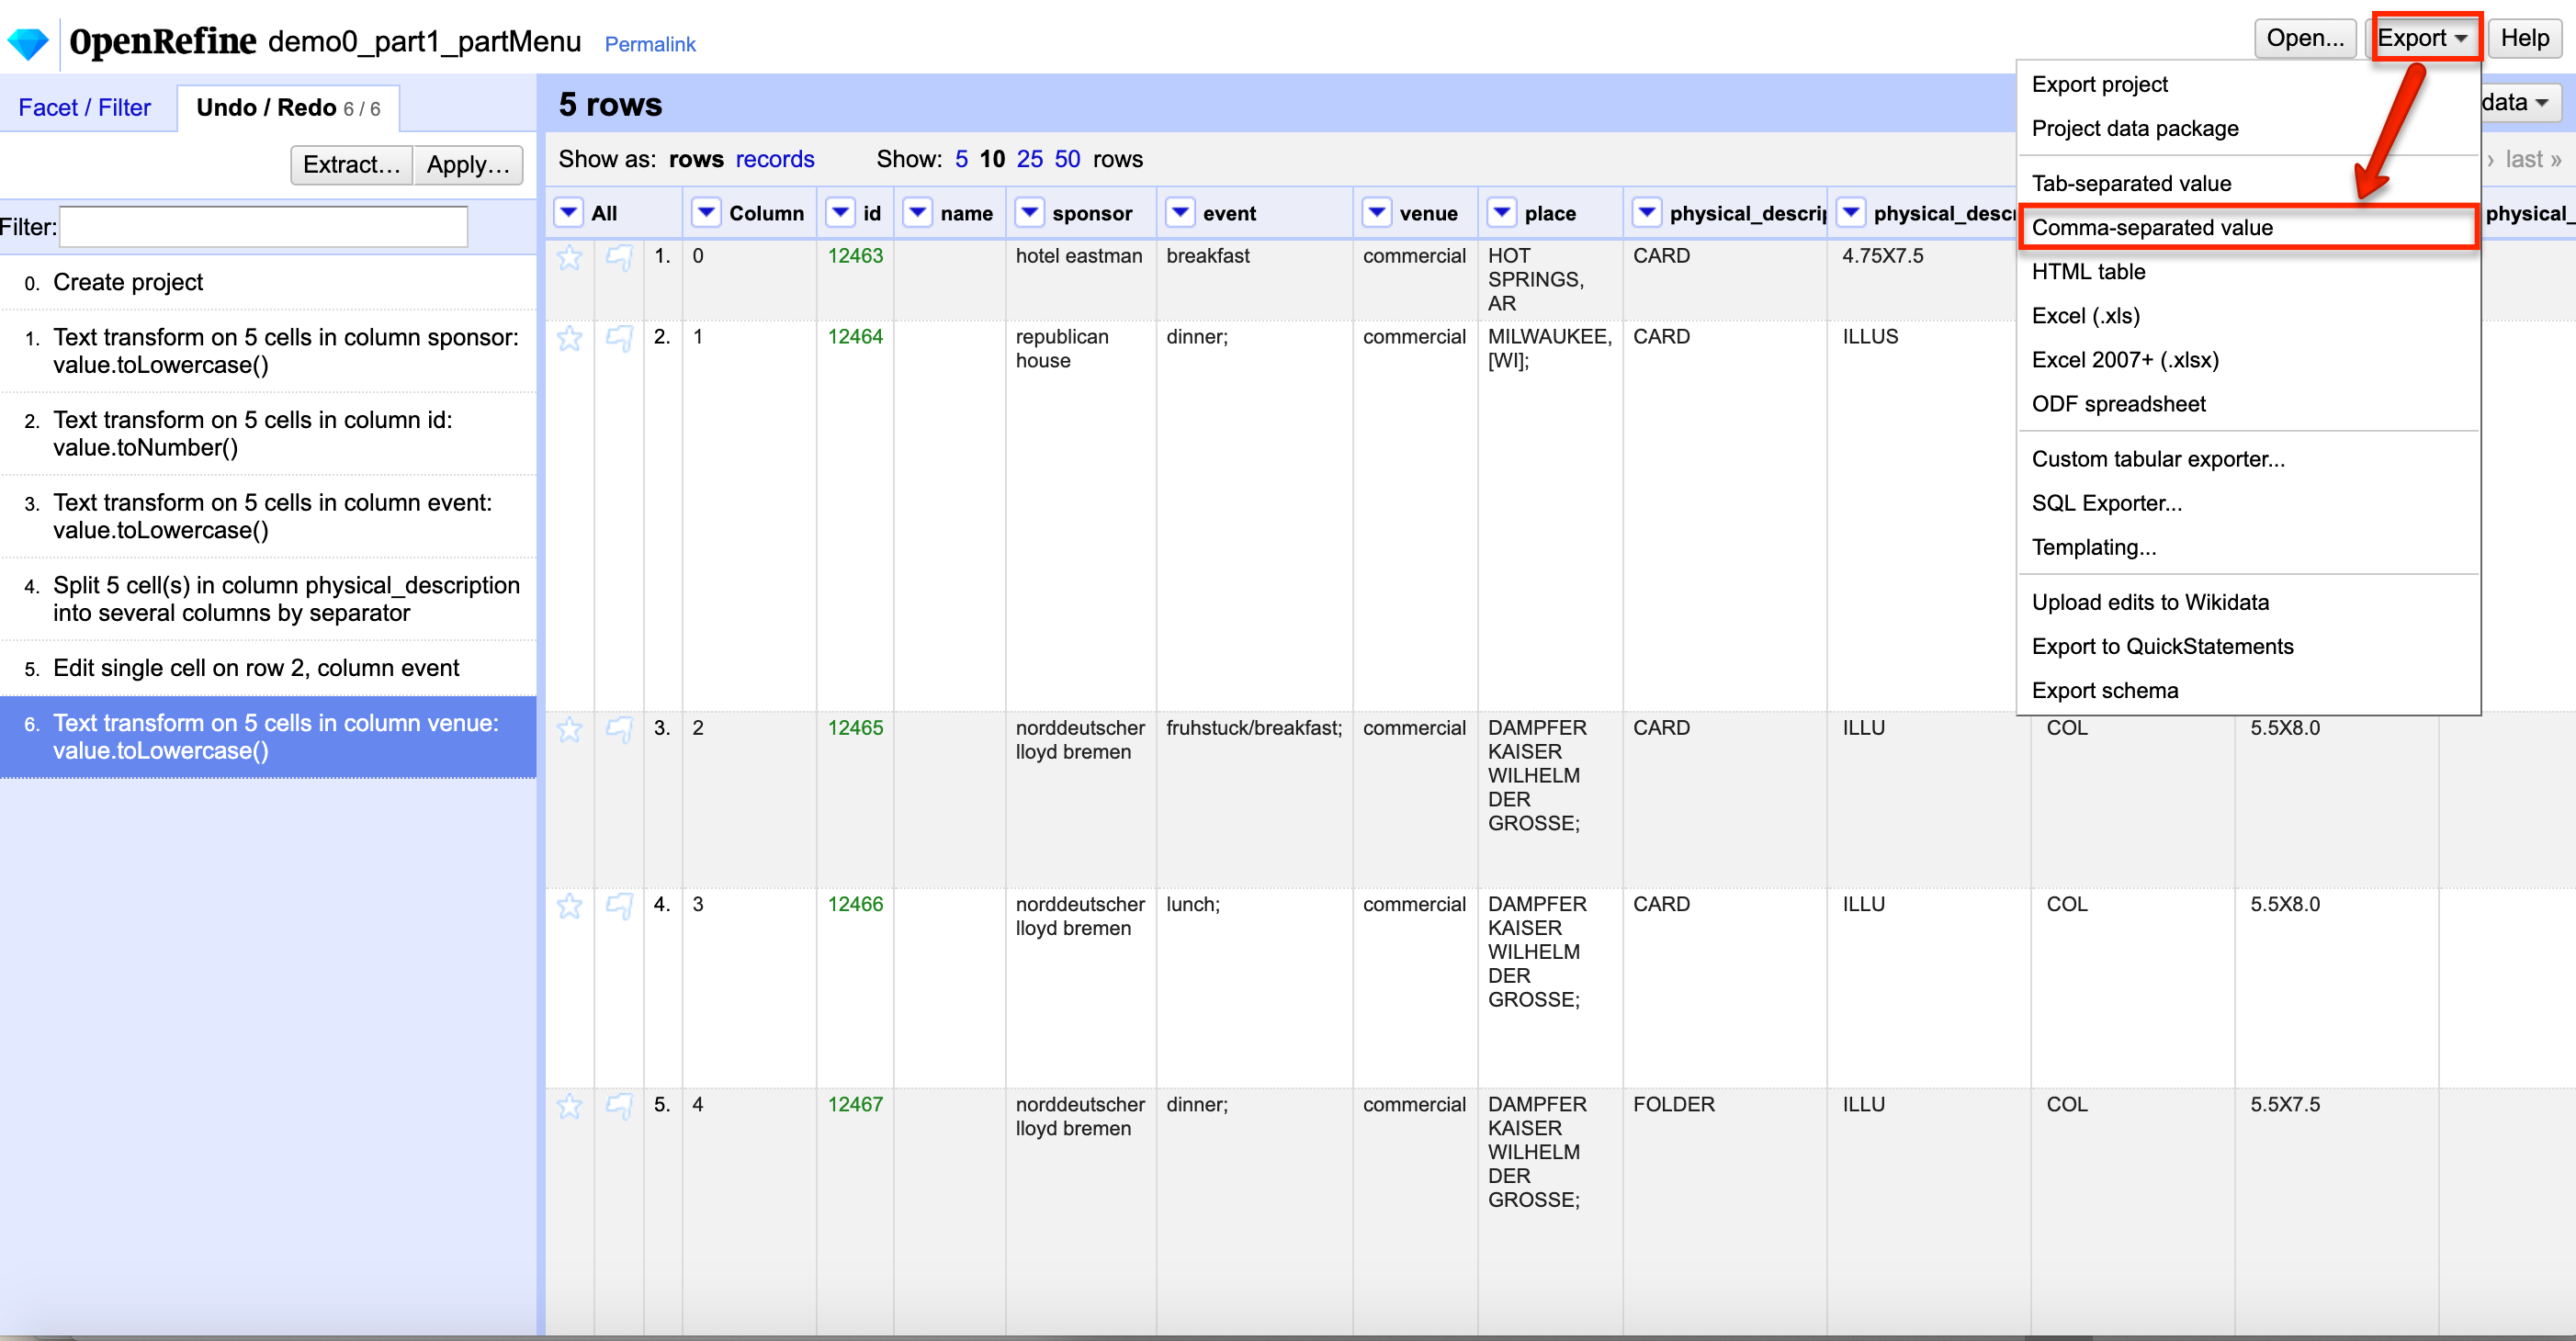 OpenRefine demo0_part1_partMenu Permalink
Open... Export Help
Facet / Filter Undo / Redo 6 / 6
Extract... Apply...
Filter:
0. Create project
1. Text transform on 5 cells in column sponsor:
value.toLowercase()
2. Text transform on 5 cells in column id:
value.toNumber()
3. Text transform on 5 cells in column event:
value.toLowercase()
4. Split 5 cell(s) in column physical_description
into several columns by separator
5. Edit single cell on row 2, column event
6. Text transform on 5 cells in column venue:
value.toLowercase()
5 rows
Show as: rows records Show: 5 10 25 50 rows
data
› last »
All Column id name sponsor event venue place physical_descrip physical_desc physical_
1. 0 12463 hotel eastman breakfast commercial HOT CARD 4.75X7.5
SPRINGS,
AR
2. 1 12464 republican dinner; commercial MILWAUKEE, CARD ILLUS
house [WI];
3. 2 12465 norddeutscher fruhstuck/breakfast; commercial DAMPFER CARD ILLU COL 5.5X8.0
lloyd bremen KAISER
WILHELM
DER
GROSSE;
4. 3 12466 norddeutscher lunch; commercial DAMPFER CARD ILLU COL 5.5X8.0
lloyd bremen KAISER
WILHELM
DER
GROSSE;
5. 4 12467 norddeutscher dinner; commercial DAMPFER FOLDER ILLU COL 5.5X7.5
lloyd bremen KAISER
WILHELM
DER
GROSSE;
Export project
Project data package
Tab-separated value
Comma-separated value
HTML table
Excel (.xls)
Excel 2007+ (.xlsx)
ODF spreadsheet
Custom tabular exporter...
SQL Exporter...
Templating...
Upload edits to Wikidata
Export to QuickStatements
Export schema